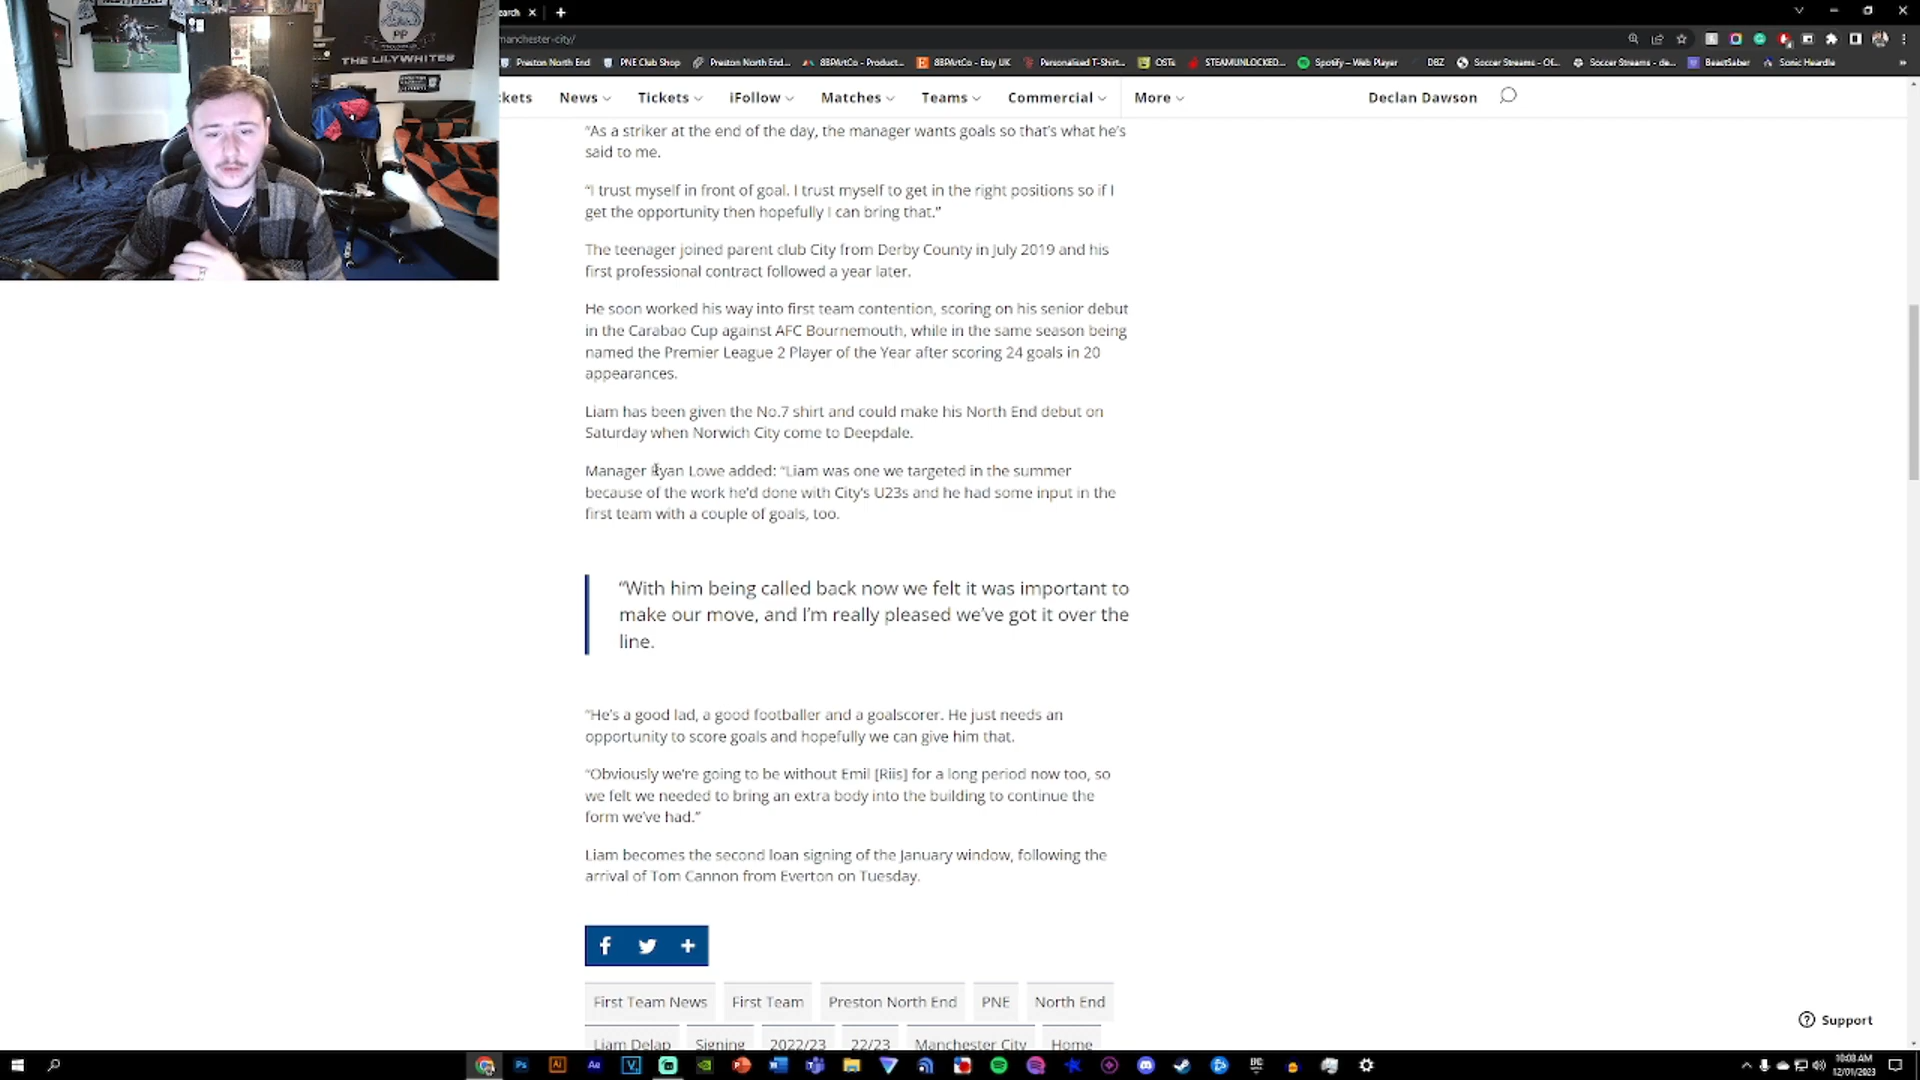 PP
THE LILYWHITES
earch
manchester-city/
Preston North End PNE Club Shop Preston North End... 88PArtCo - Product... 88PArtCo - Etsy UK Personalised T-Shirt... OSTs STEAMUNLOCKED... Spotify – Web Player DBZ Soccer Streams - Of... Soccer Streams - de... BeastSaber Sonic Heardle
ckets News Tickets iFollow Matches Teams Commercial More Declan Dawson
“As a striker at the end of the day, the manager wants goals so that’s what he’s
said to me.
“I trust myself in front of goal. I trust myself to get in the right positions so if I
get the opportunity then hopefully I can bring that.”
The teenager joined parent club City from Derby County in July 2019 and his
first professional contract followed a year later.
He soon worked his way into first team contention, scoring on his senior debut
in the Carabao Cup against AFC Bournemouth, while in the same season being
named the Premier League 2 Player of the Year after scoring 24 goals in 20
appearances.
Liam has been given the No.7 shirt and could make his North End debut on
Saturday when Norwich City come to Deepdale.
Manager Ryan Lowe added: “Liam was one we targeted in the summer
because of the work he’d done with City’s U23s and he had some input in the
first team with a couple of goals, too.
“With him being called back now we felt it was important to
make our move, and I’m really pleased we’ve got it over the
line.
“He’s a good lad, a good footballer and a goalscorer. He just needs an
opportunity to score goals and hopefully we can give him that.
“Obviously we’re going to be without Emil [Riis] for a long period now too, so
we felt we needed to bring an extra body into the building to continue the
form we’ve had.”
Liam becomes the second loan signing of the January window, following the
arrival of Tom Cannon from Everton on Tuesday.
First Team News First Team Preston North End PNE North End
Liam Delap Signing 2022/23 22/23 Manchester City Home
Support
10:08 AM
12/01/2023